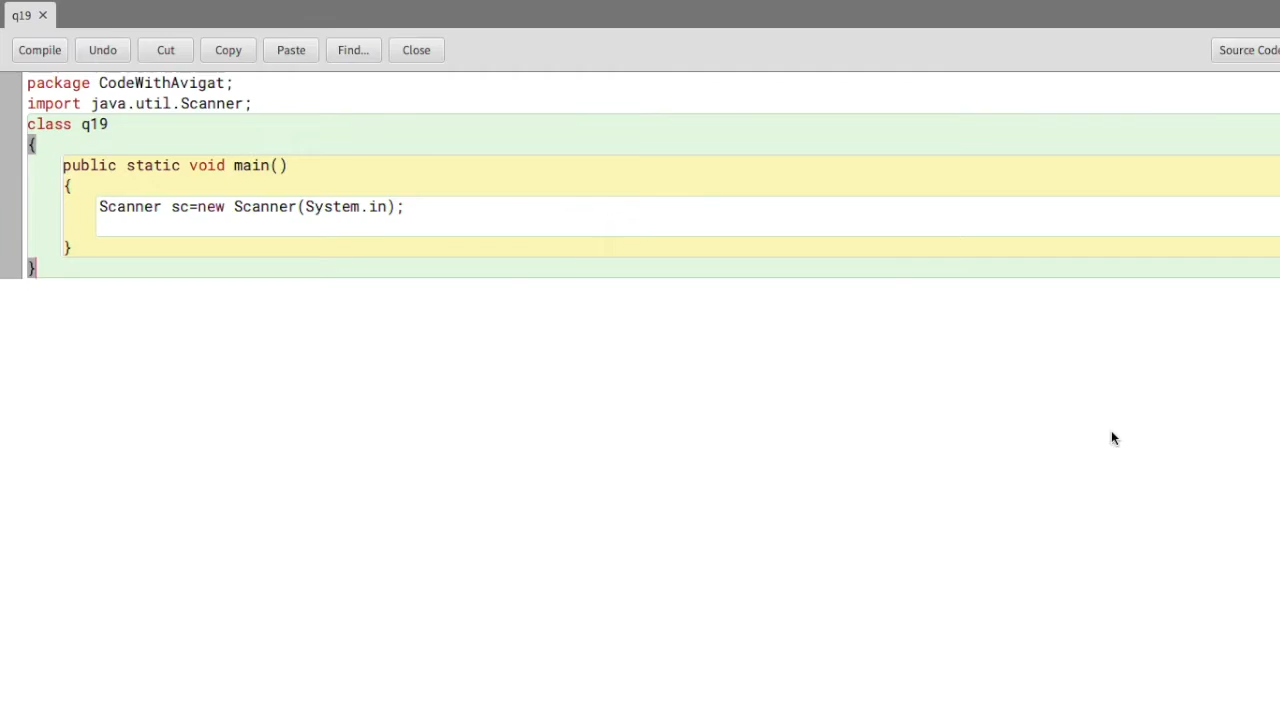 q19 ×
Compile Undo Cut Copy Paste Find... Close Source Code
package CodeWithAvigat;
import java.util.Scanner;
class q19
{
public static void main()
{
Scanner sc=new Scanner(System.in);
}
}